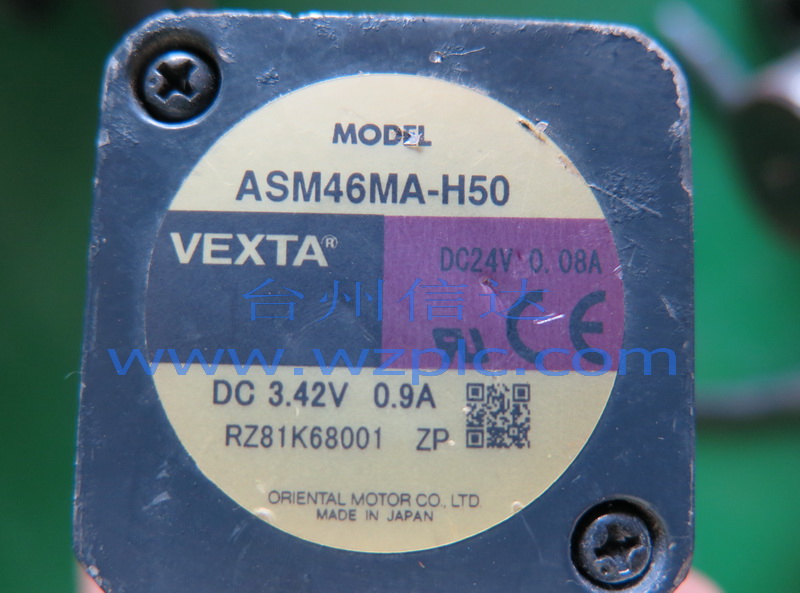 MODEL
ASM46MA-H50
VEXTA®
DC24V 0.08A
台州信达
CE
www.wzplc.com
DC 3.42V 0.9A
RZ81K68001 ZP
ORIENTAL MOTOR CO., LTD.
MADE IN JAPAN